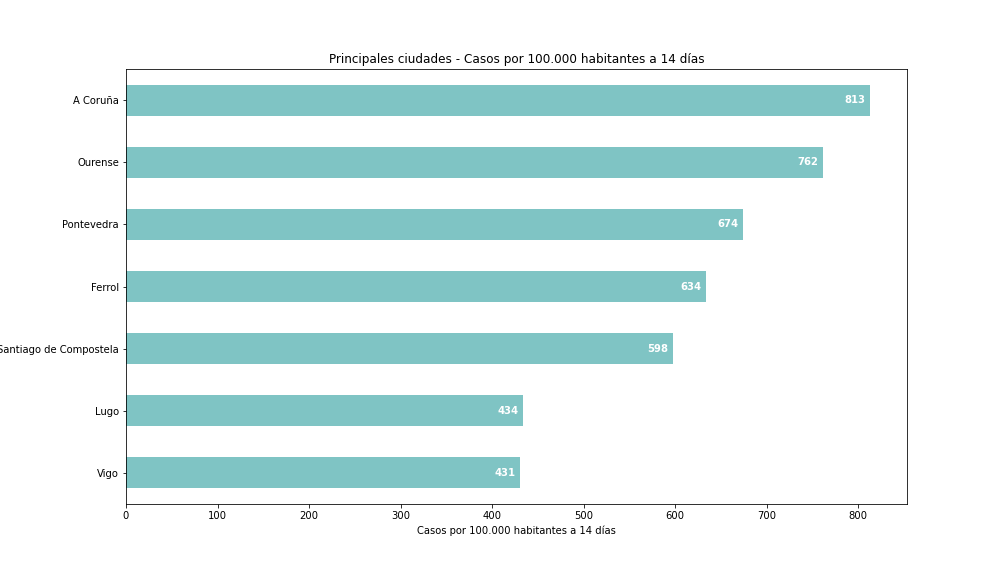 Principales ciudades - Casos por 100.000 habitantes a 14 días
A Coruña 813
Ourense 762
Pontevedra 674
Ferrol 634
Santiago de Compostela 598
Lugo 434
Vigo 431
0 100 200 300 400 500 600 700 800
Casos por 100.000 habitantes a 14 días